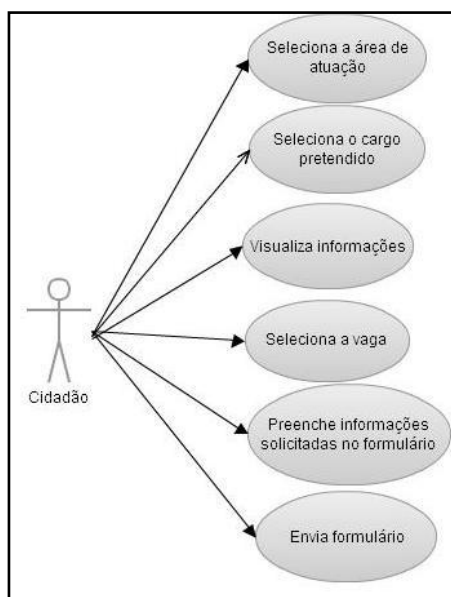 Seleciona a área de
atuação
Seleciona o cargo
pretendido
Visualiza informações
Seleciona a vaga
Cidadão
Preenche informações
solicitadas no formulário
Envia formulário